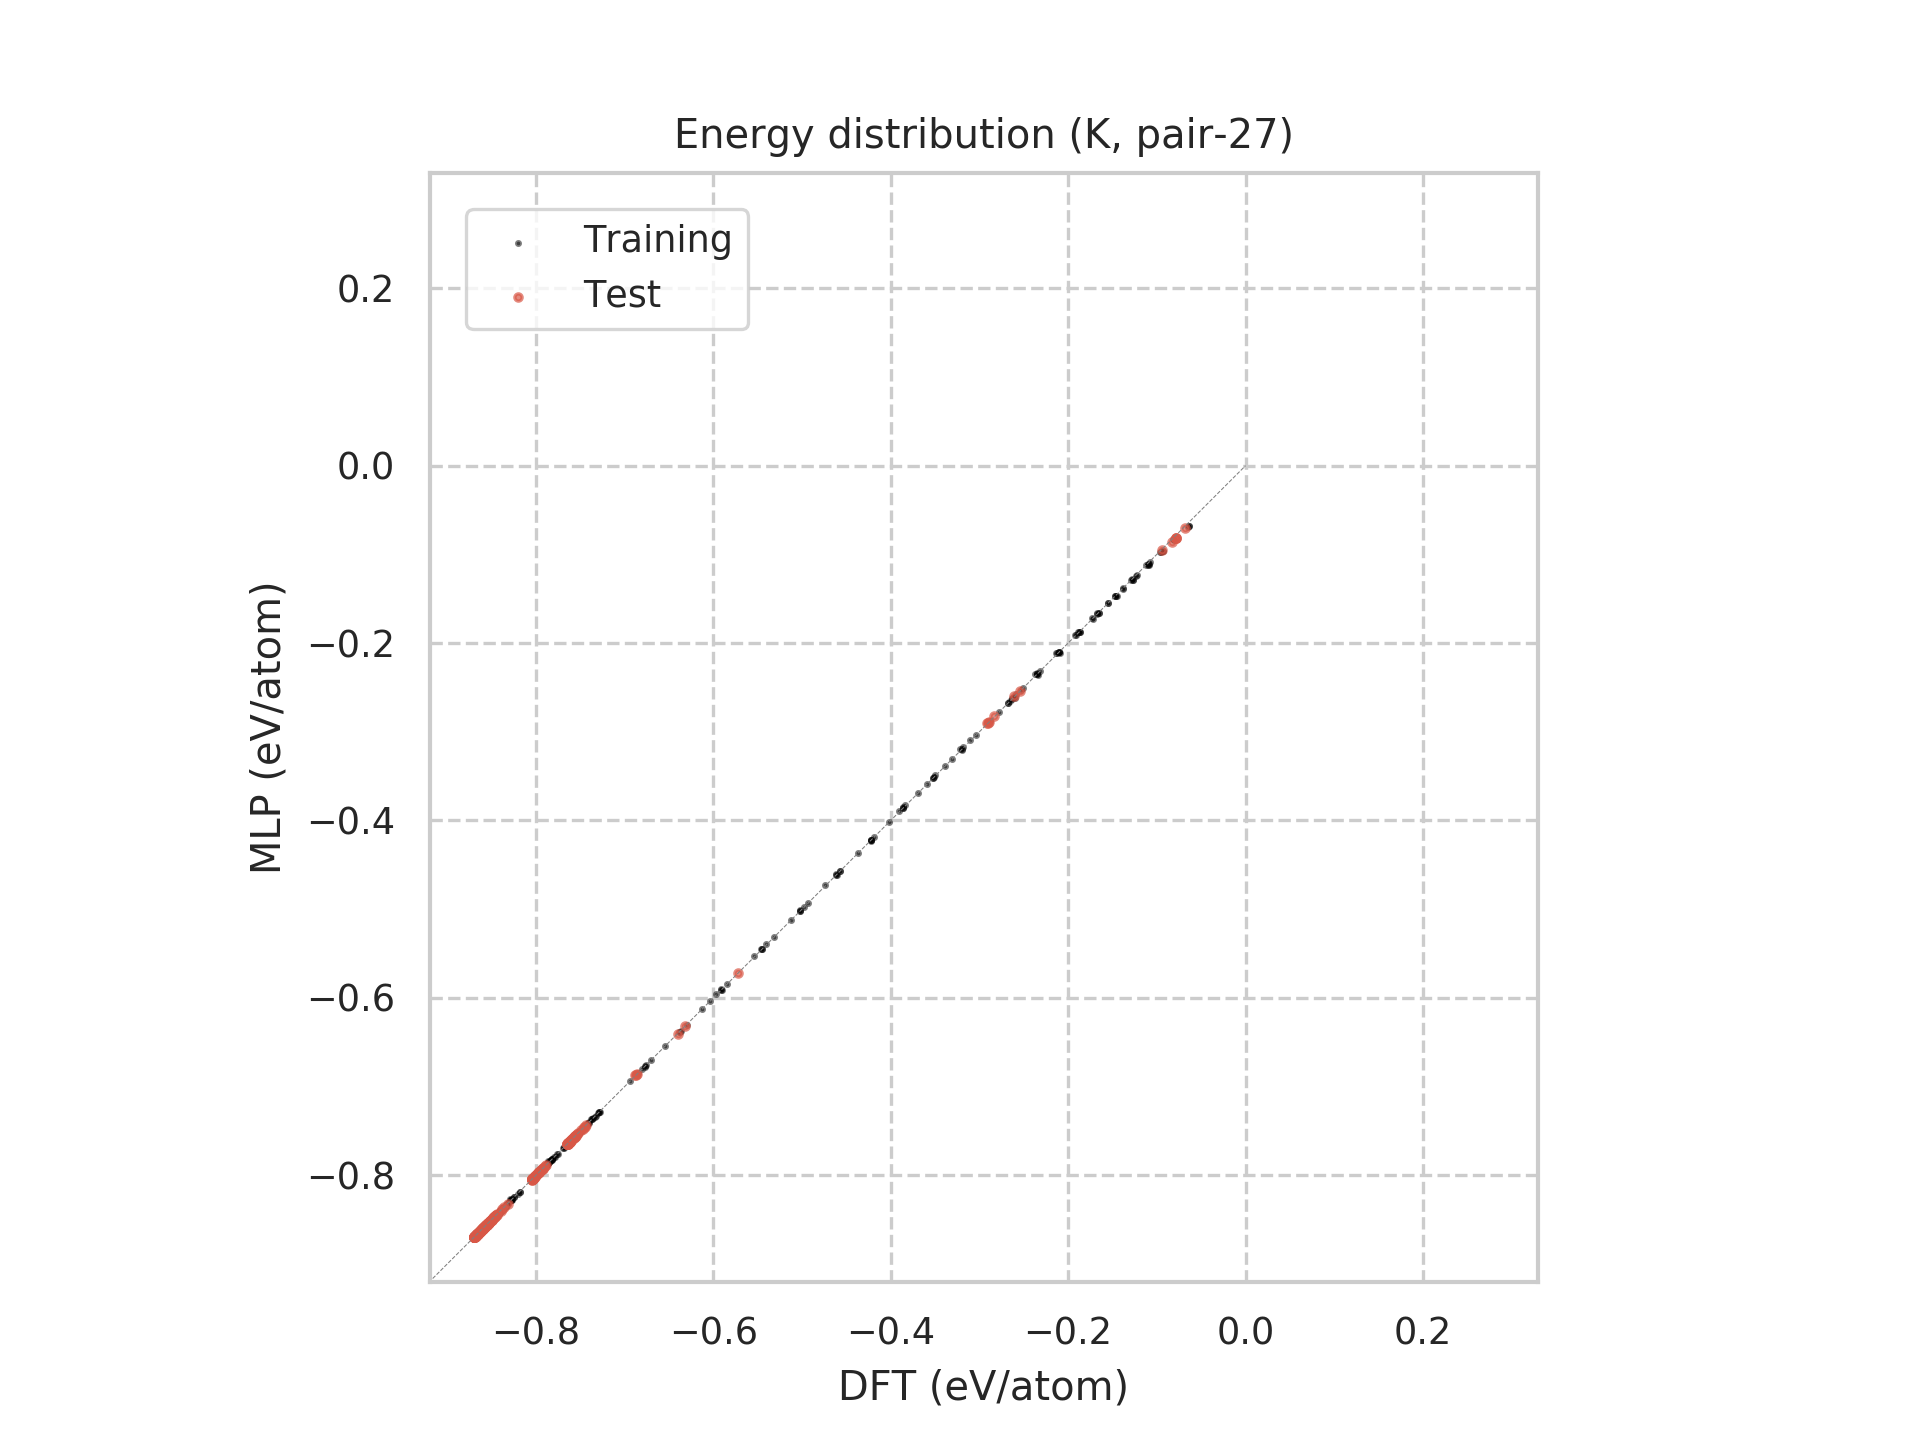 Energy distribution (K, pair-27)
Training
Test
0.2
0.0
−0.2
−0.4
−0.6
−0.8
MLP (eV/atom)
−0.8 −0.6 −0.4 −0.2 0.0 0.2
DFT (eV/atom)